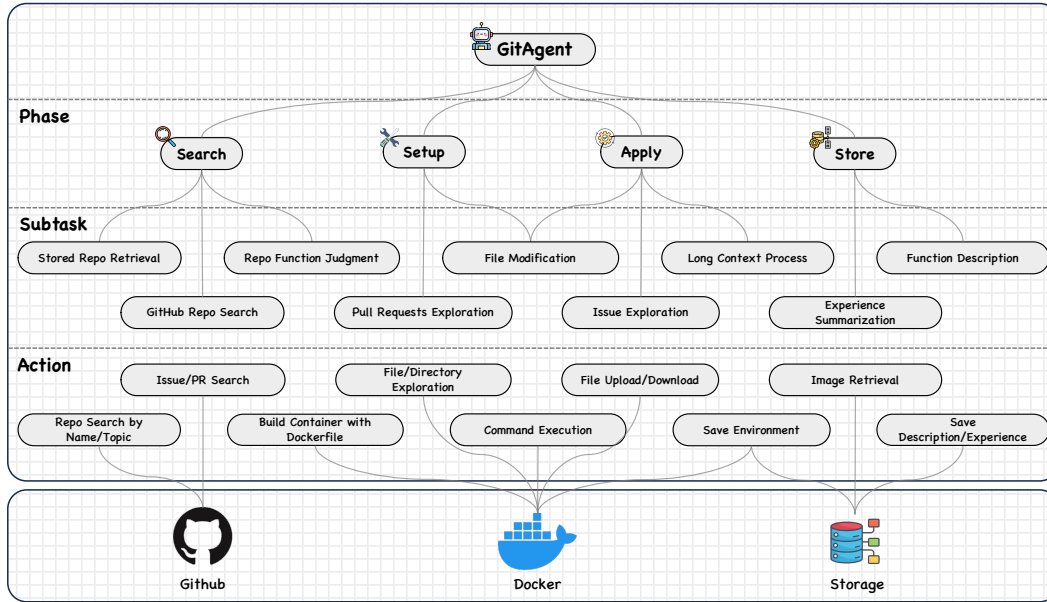 GitAgent
Phase
Search
Setup
Apply
Store
Subtask
Stored Repo Retrieval
Repo Function Judgment
File Modification
Long Context Process
Function Description
GitHub Repo Search
Pull Requests Exploration
Issue Exploration
Experience
Summarization
Action
Issue/PR Search
File/Directory
Exploration
File Upload/Download
Image Retrieval
Repo Search by
Name/Topic
Build Container with
Dockerfile
Command Execution
Save Environment
Save
Description/Experience
Github
Docker
Storage